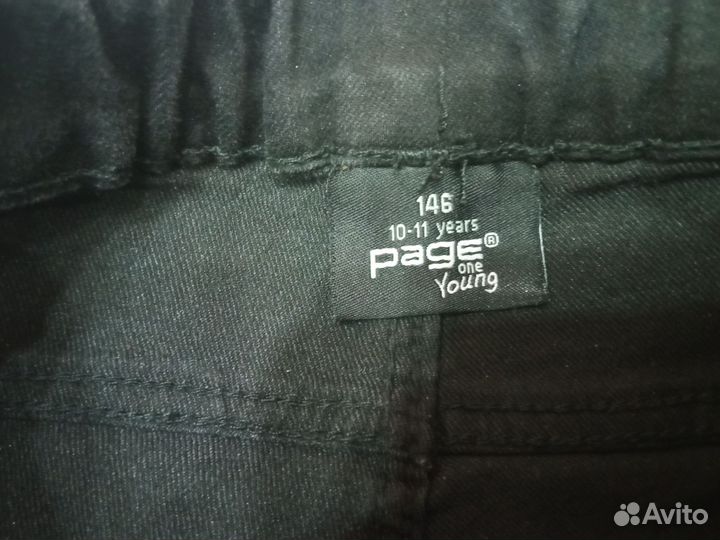 146
10-11 years
page®
one
Young
Avito